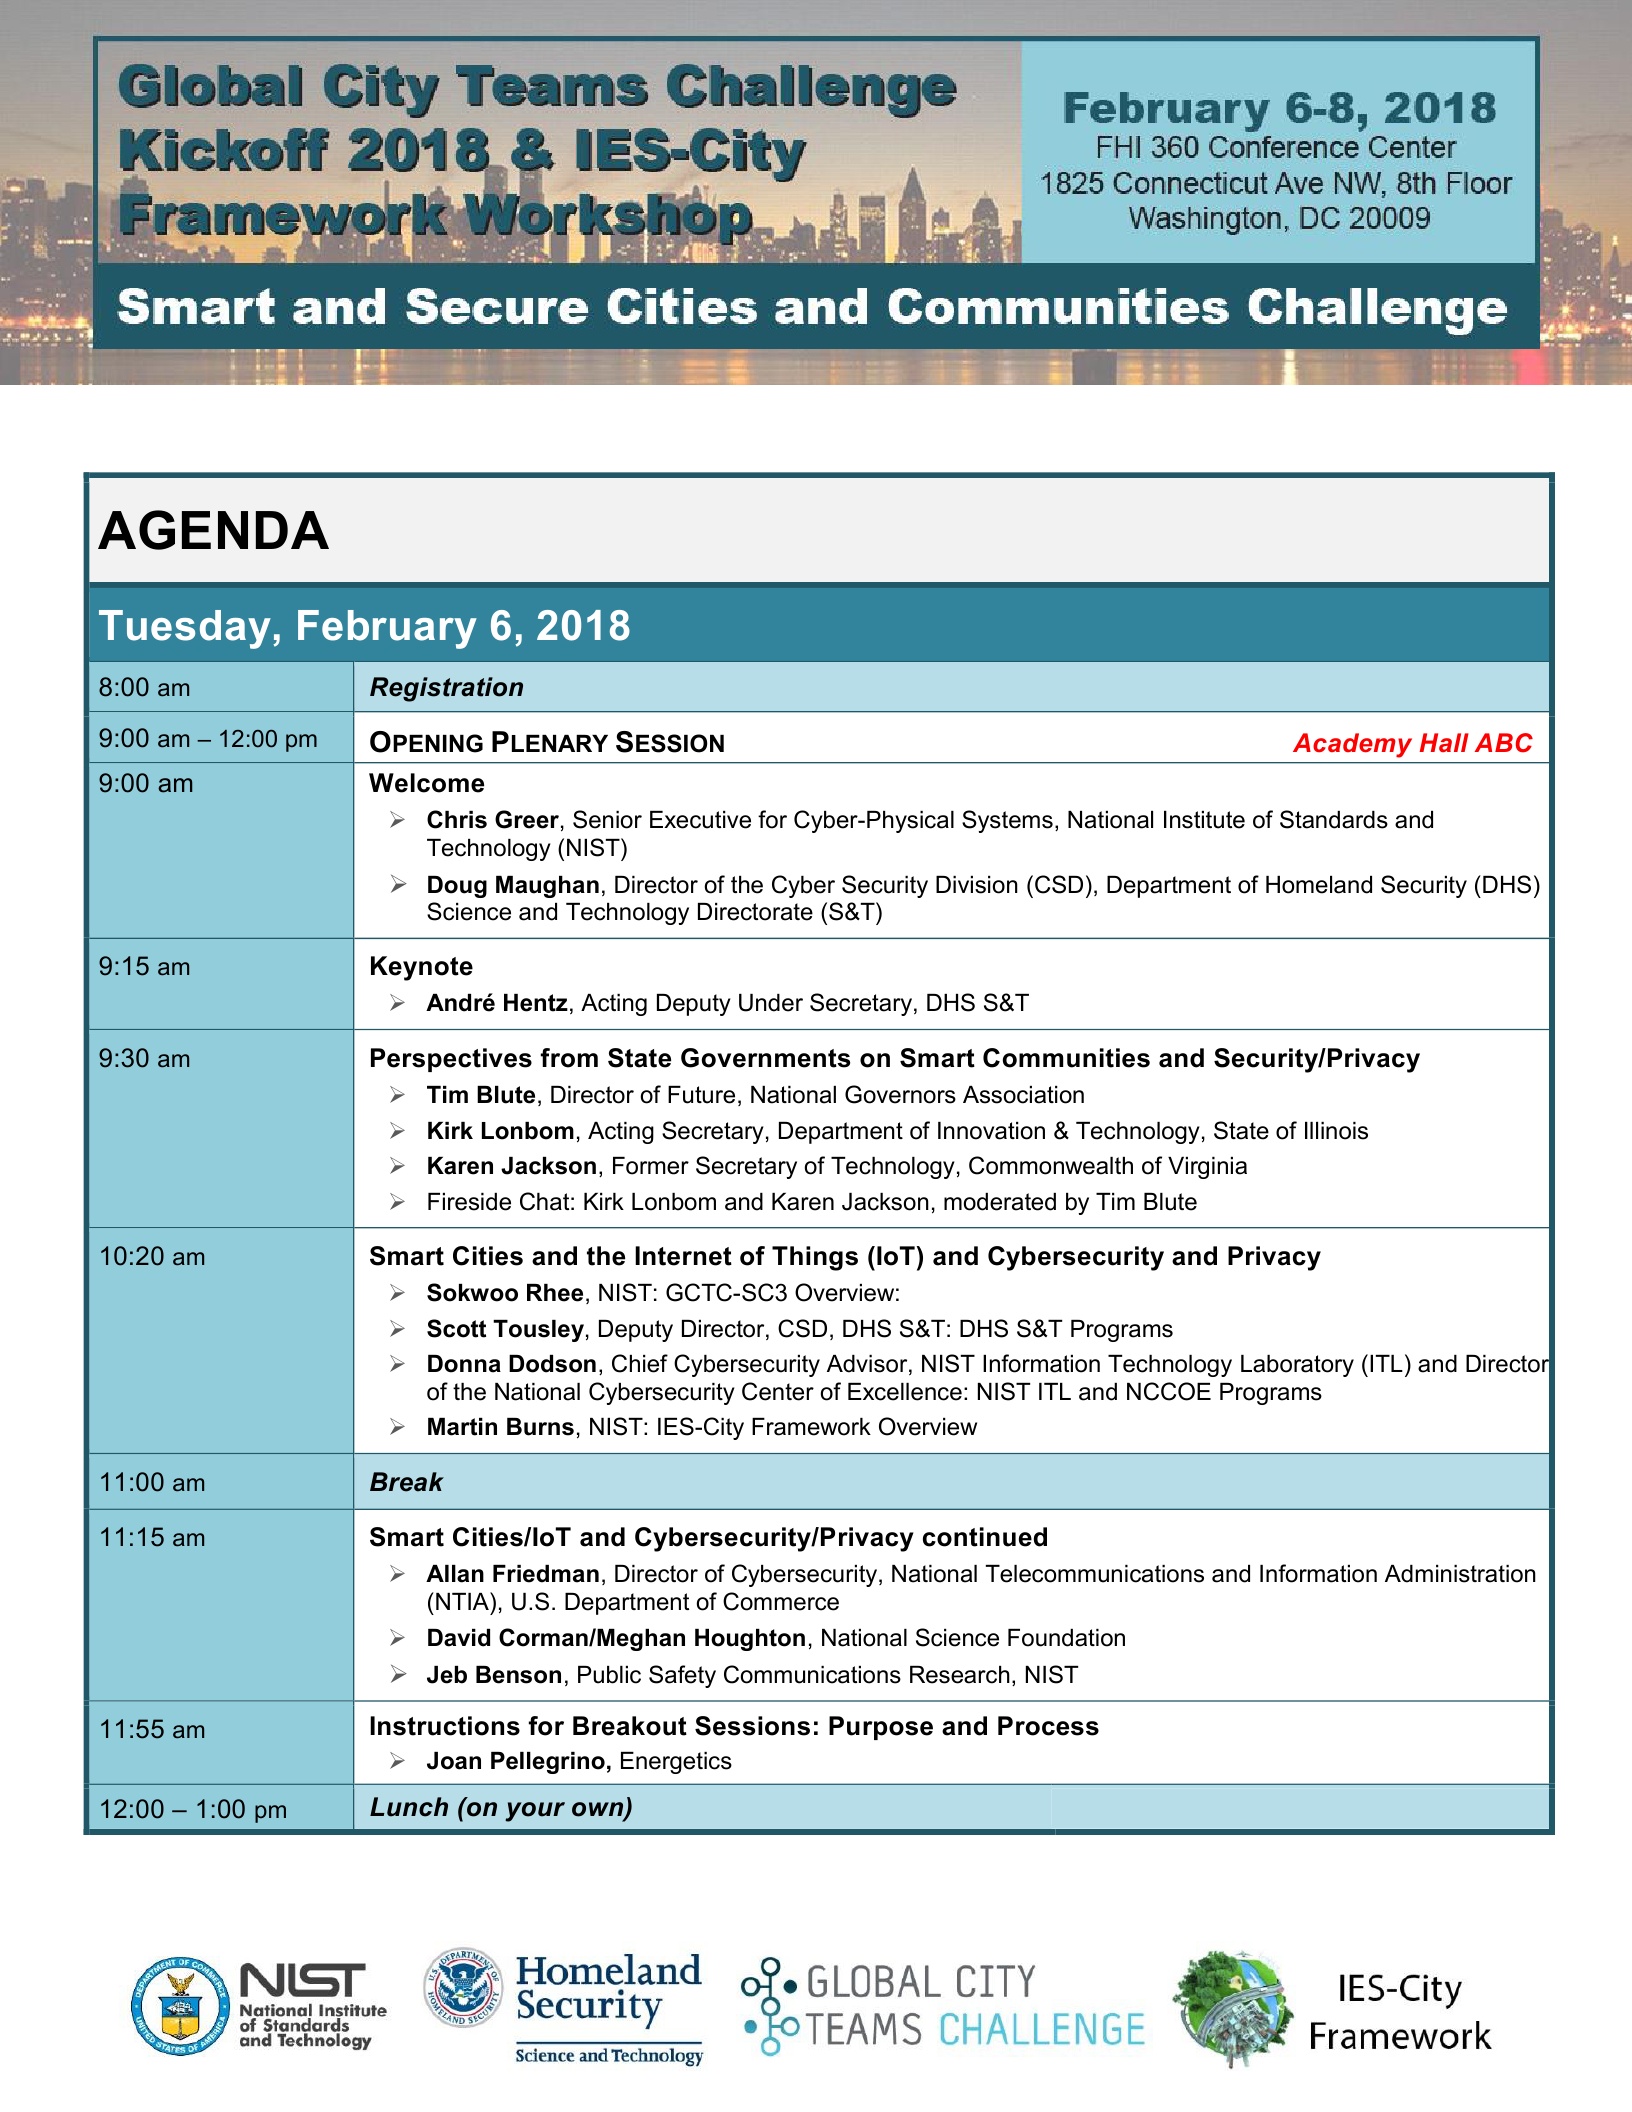 Global City Teams Challenge
Kickoff 2018 & IES-City
Framework Workshop
February 6-8, 2018
FHI 360 Conference Center
1825 Connecticut Ave NW, 8th Floor
Washington, DC 20009
Smart and Secure Cities and Communities Challenge
AGENDA
Tuesday, February 6, 2018
8:00 am
Registration
9:00 am – 12:00 pm
OPENING PLENARY SESSION
Academy Hall ABC
9:00 am
Welcome
➢ Chris Greer, Senior Executive for Cyber-Physical Systems, National Institute of Standards and
Technology (NIST)
➢ Doug Maughan, Director of the Cyber Security Division (CSD), Department of Homeland Security (DHS)
Science and Technology Directorate (S&T)
9:15 am
Keynote
➢ André Hentz, Acting Deputy Under Secretary, DHS S&T
9:30 am
Perspectives from State Governments on Smart Communities and Security/Privacy
➢ Tim Blute, Director of Future, National Governors Association
➢ Kirk Lonbom, Acting Secretary, Department of Innovation & Technology, State of Illinois
➢ Karen Jackson, Former Secretary of Technology, Commonwealth of Virginia
➢ Fireside Chat: Kirk Lonbom and Karen Jackson, moderated by Tim Blute
10:20 am
Smart Cities and the Internet of Things (IoT) and Cybersecurity and Privacy
➢ Sokwoo Rhee, NIST: GCTC-SC3 Overview:
➢ Scott Tousley, Deputy Director, CSD, DHS S&T: DHS S&T Programs
➢ Donna Dodson, Chief Cybersecurity Advisor, NIST Information Technology Laboratory (ITL) and Director
of the National Cybersecurity Center of Excellence: NIST ITL and NCCOE Programs
➢ Martin Burns, NIST: IES-City Framework Overview
11:00 am
Break
11:15 am
Smart Cities/IoT and Cybersecurity/Privacy continued
➢ Allan Friedman, Director of Cybersecurity, National Telecommunications and Information Administration
(NTIA), U.S. Department of Commerce
➢ David Corman/Meghan Houghton, National Science Foundation
➢ Jeb Benson, Public Safety Communications Research, NIST
11:55 am
Instructions for Breakout Sessions: Purpose and Process
➢ Joan Pellegrino, Energetics
12:00 – 1:00 pm
Lunch (on your own)
DEPARTMENT OF COMMERCE
UNITED STATES OF AMERICA
NIST
National Institute
of Standards
and Technology
U.S. DEPARTMENT OF
HOMELAND SECURITY
Homeland
Security
Science and Technology
GLOBAL CITY
TEAMS CHALLENGE
IES-City
Framework